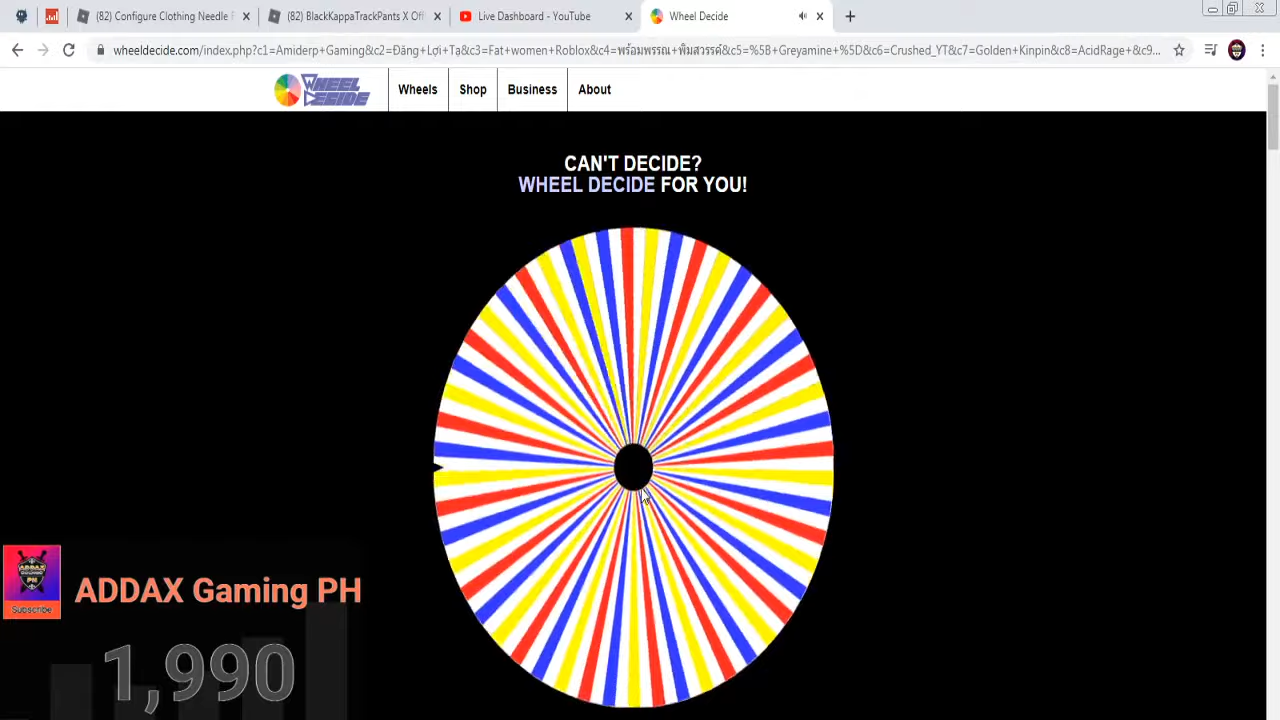 (82) Configure Clothing Needle F
(82) BlackKappaTrackPants X Off
Live Dashboard - YouTube
Wheel Decide
wheeldecide.com/index.php?c1=Amiderp+Gaming&c2=Đăng+Lợi+Tạ&c3=Fat+women+Roblox&c4=พร้อมพรรณ+พิมสวรรค์&c5=%5B+Greyamine+%5D&c6=Crushed_YT&c7=Golden+Kinpin&c8=AcidRage+&c9...
WHEEL DECIDE
Wheels Shop Business About
CAN'T DECIDE?
WHEEL DECIDE FOR YOU!
ADDAX Gaming PH
Subscribe
1,990